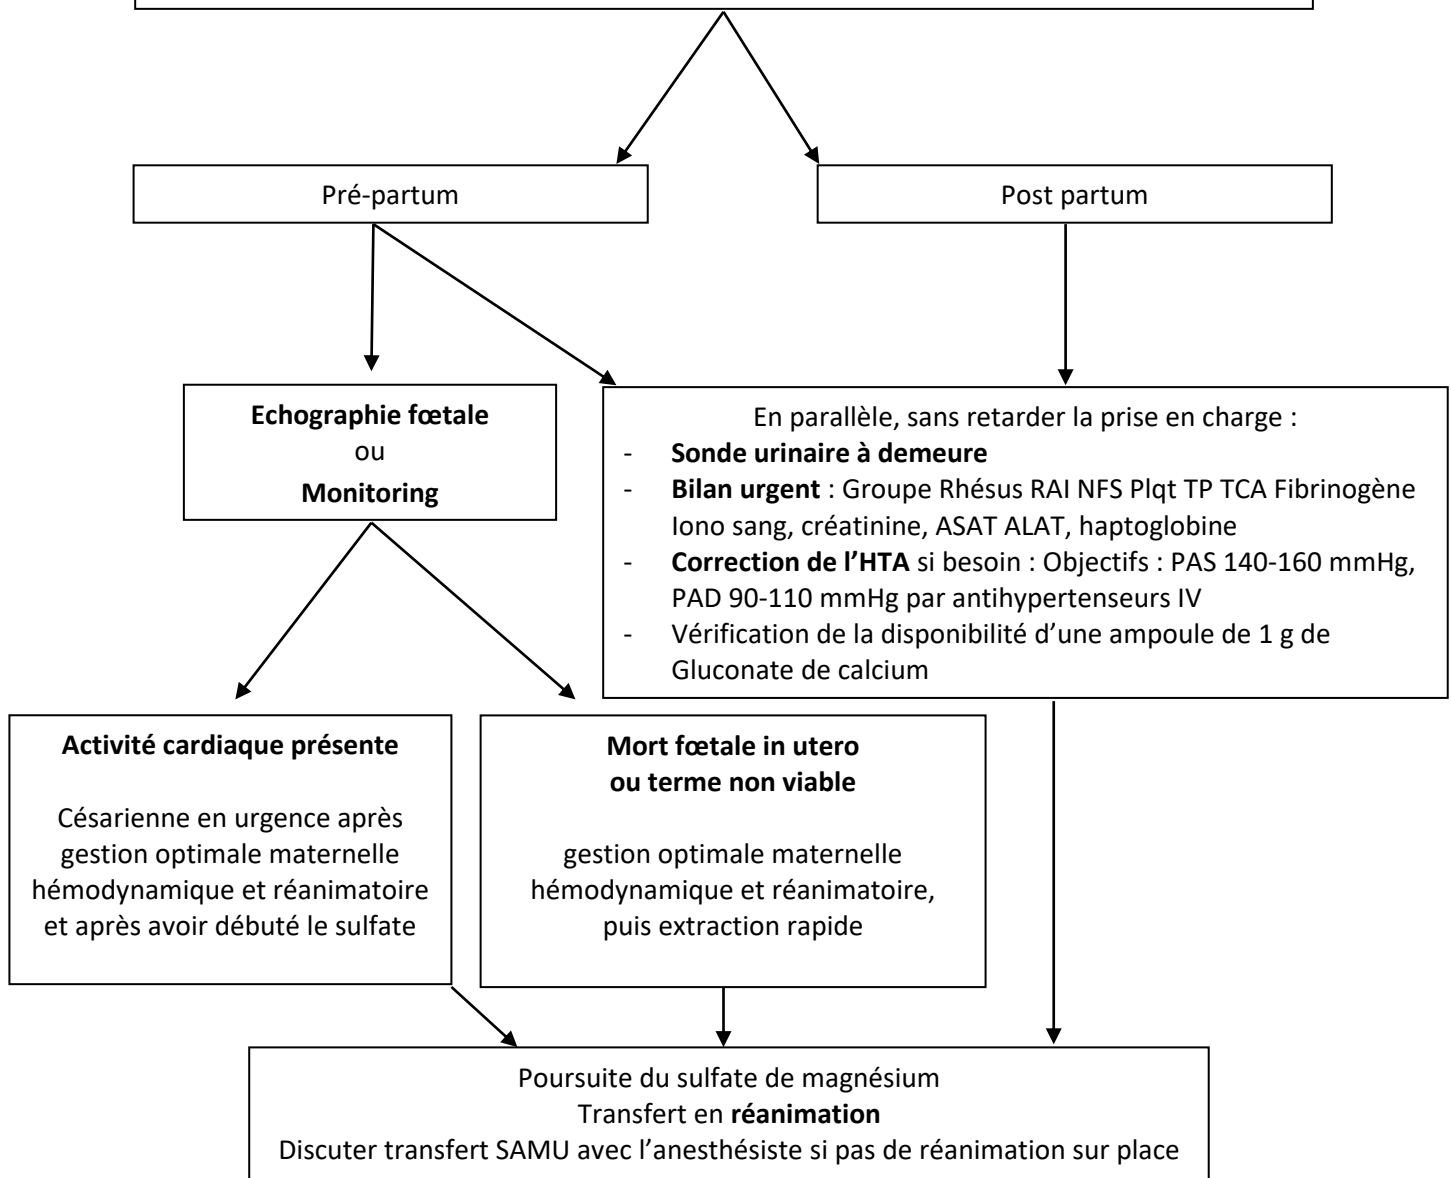 Pré-partum
Post partum
Echographie fœtale
ou
Monitoring
En parallèle, sans retarder la prise en charge :
- Sonde urinaire à demeure
- Bilan urgent : Groupe Rhésus RAI NFS Plqt TP TCA Fibrinogène
Iono sang, créatinine, ASAT ALAT, haptoglobine
- Correction de l’HTA si besoin : Objectifs : PAS 140-160 mmHg,
PAD 90-110 mmHg par antihypertenseurs IV
- Vérification de la disponibilité d’une ampoule de 1 g de
Gluconate de calcium
Activité cardiaque présente
Césarienne en urgence après
gestion optimale maternelle
hémodynamique et réanimatoire
et après avoir débuté le sulfate
Mort fœtale in utero
ou terme non viable
gestion optimale maternelle
hémodynamique et réanimatoire,
puis extraction rapide
Poursuite du sulfate de magnésium
Transfert en réanimation
Discuter transfert SAMU avec l’anesthésiste si pas de réanimation sur place